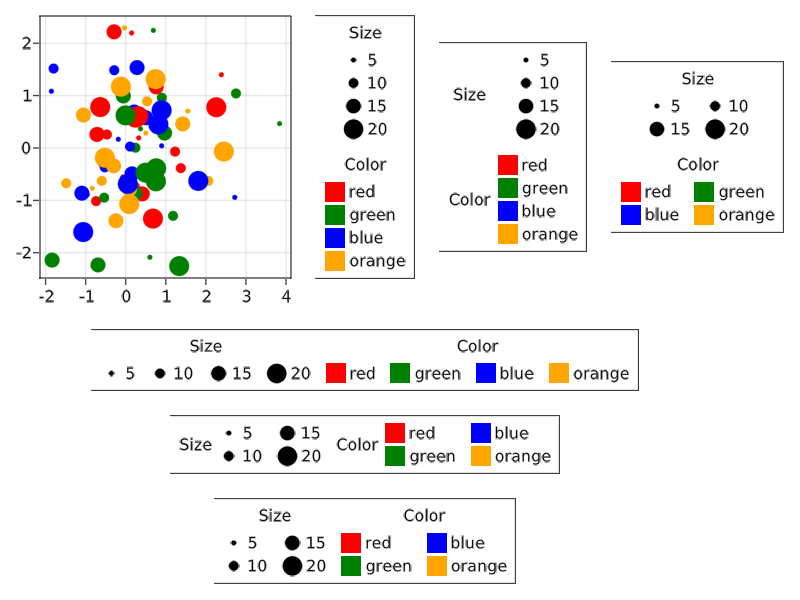 2
1
0
-1
-2
-2 -1 0 1 2 3 4
Size
5
10
15
20
Color
red
green
blue
orange
Size
5
10
15
20
Color
red
green
blue
orange
Size
5 10
15 20
Color
red green
blue orange
Size Color
5 10 15 20 red green blue orange
Size 5 15 Color red blue
10 20 green orange
Size Color
5 15 red blue
10 20 green orange